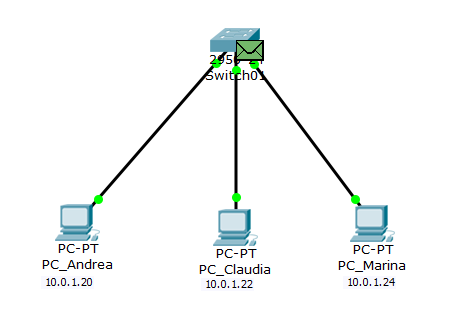 2950-24
Switch01
PC-PT
PC_Andrea
10.0.1.20
PC-PT
PC_Claudia
10.0.1.22
PC-PT
PC_Marina
10.0.1.24